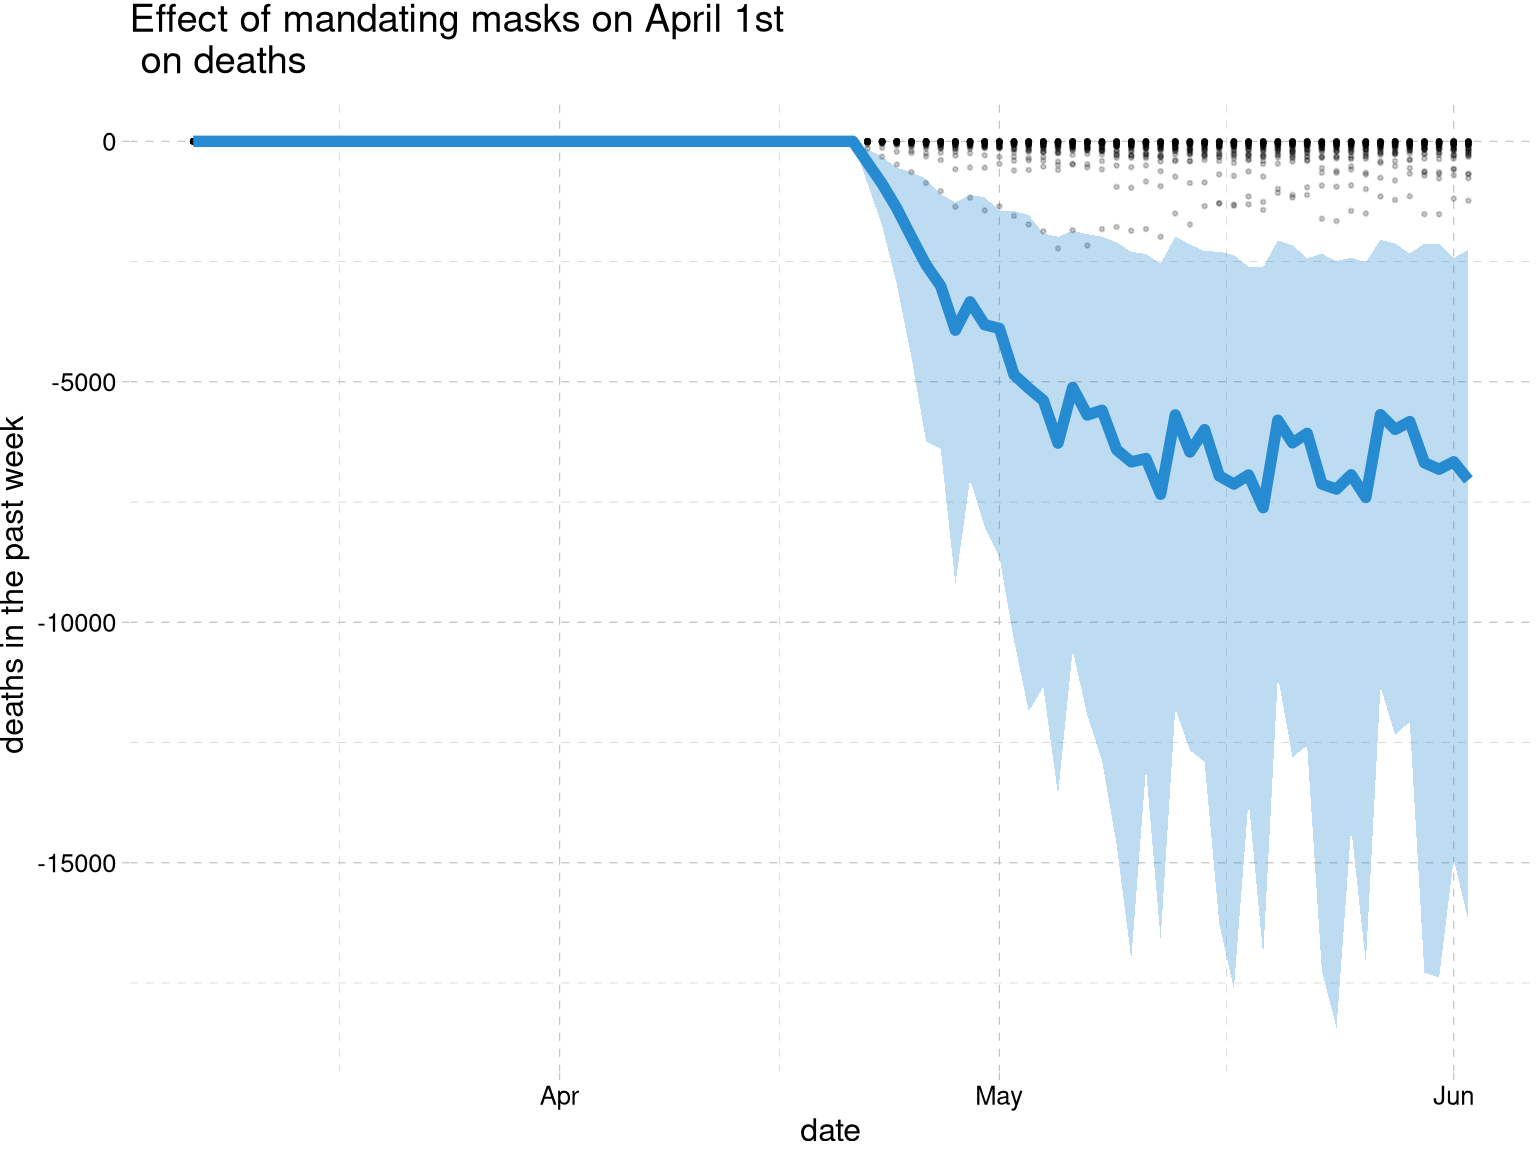 Effect of mandating masks on April 1st
on deaths
deaths in the past week
0
-5000
-10000
-15000
Apr
May
Jun
date